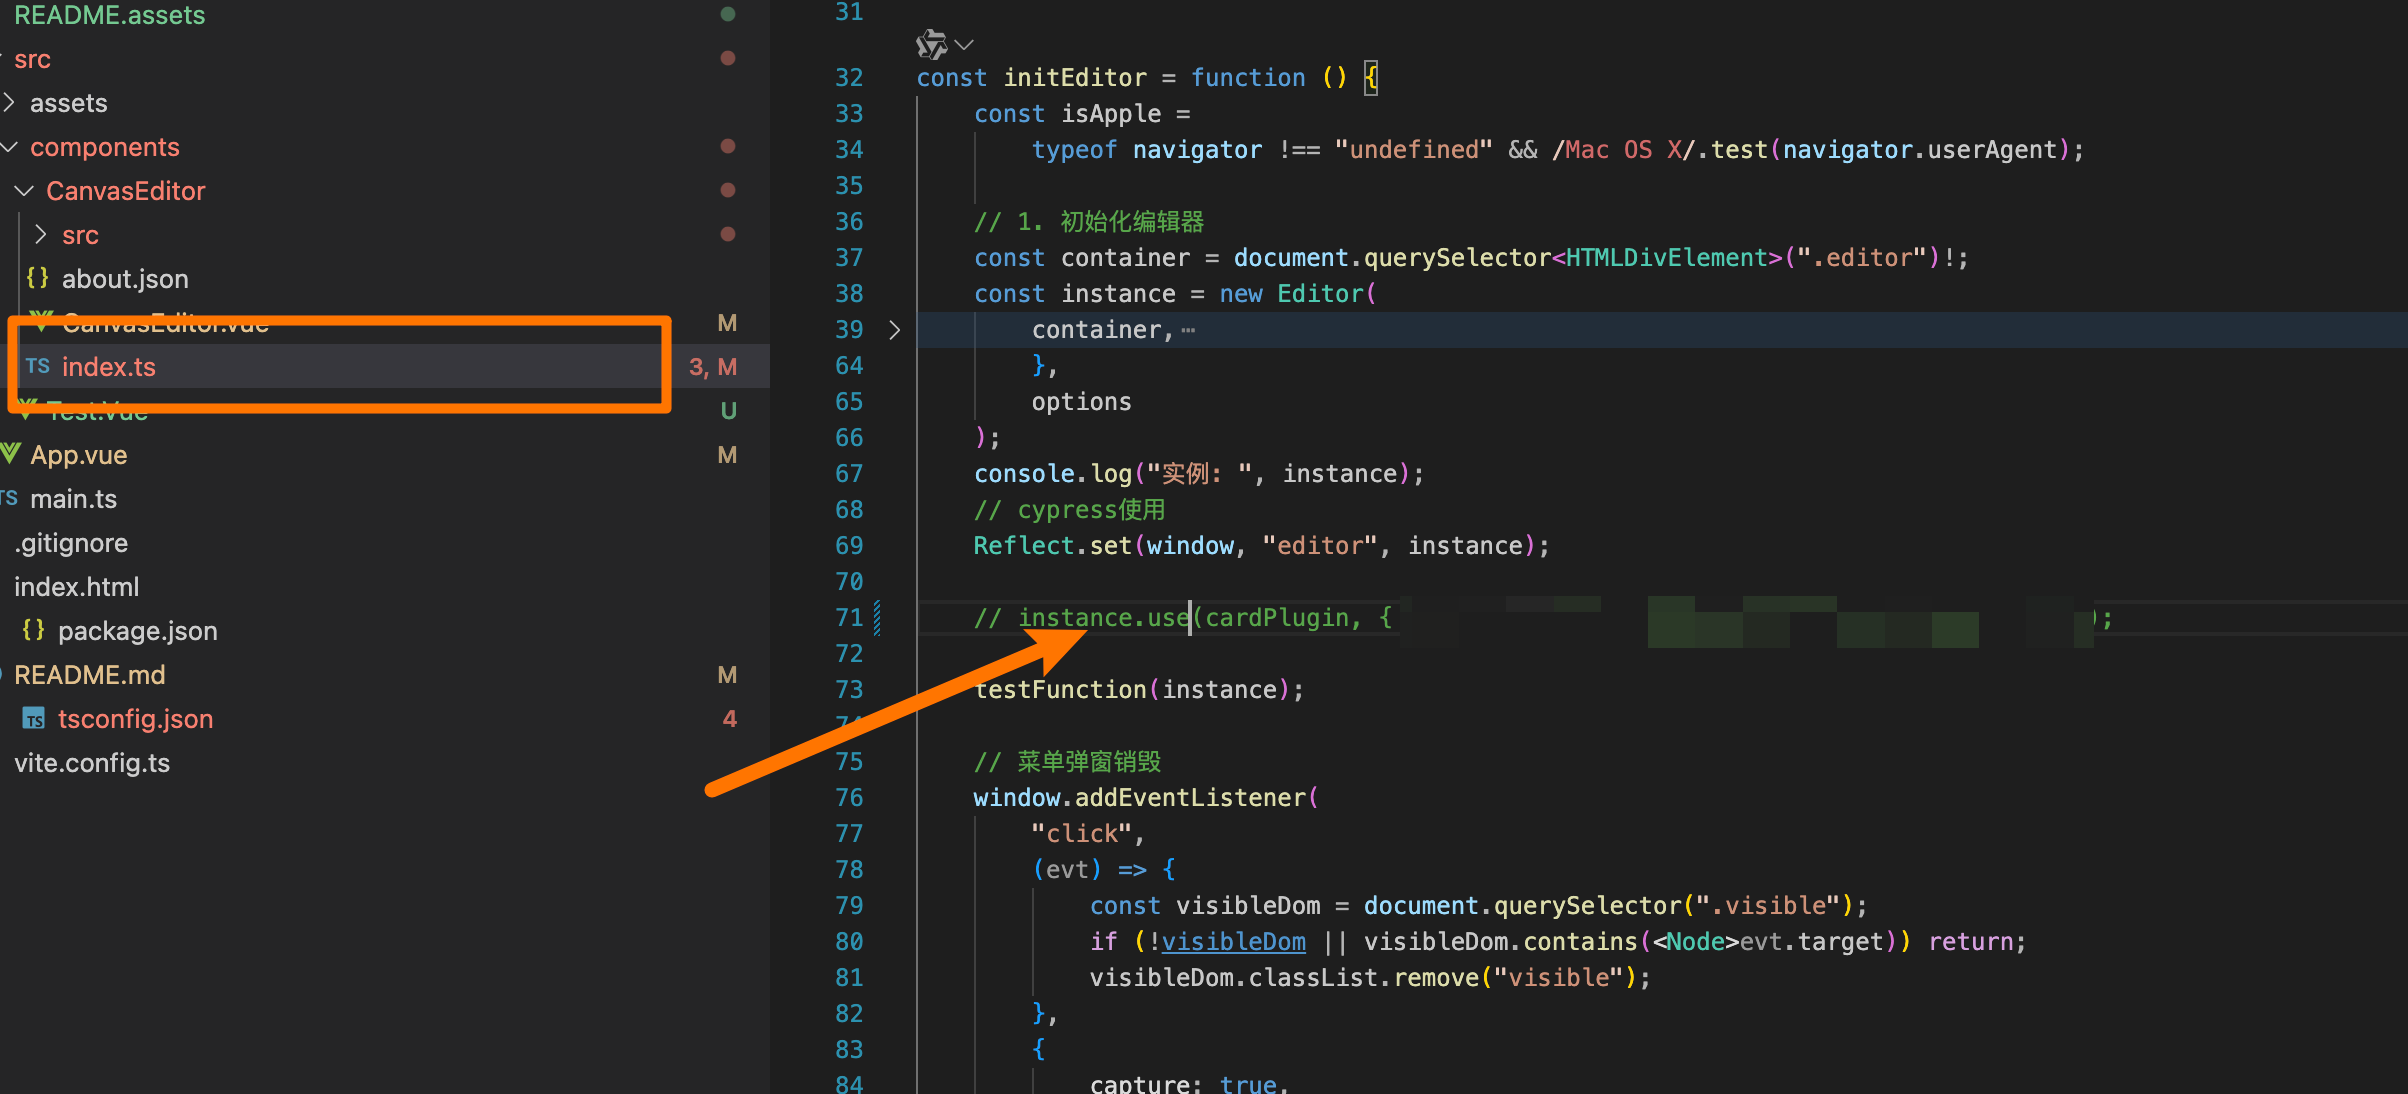 README.assets
src
assets
components
CanvasEditor
src
{} about.json
CanvasEditor.vue M
TS index.ts 3, M
Test.Vue U
App.vue M
TS main.ts
.gitignore
index.html
{} package.json
README.md M
TS tsconfig.json 4
vite.config.ts
31
32 const initEditor = function () {
33 const isApple =
34 typeof navigator !== "undefined" && /Mac OS X/.test(navigator.userAgent);
35
36 // 1. 初始化编辑器
37 const container = document.querySelector<HTMLDivElement>(".editor")!;
38 const instance = new Editor(
39 container, …
64 },
65 options
66 );
67 console.log("实例: ", instance);
68 // cypress使用
69 Reflect.set(window, "editor", instance);
70
71 // instance.use(cardPlugin, { );
72
73 testFunction(instance);
74
75 // 菜单弹窗销毁
76 window.addEventListener(
77 "click",
78 (evt) => {
79 const visibleDom = document.querySelector(".visible");
80 if (!visibleDom || visibleDom.contains(<Node>evt.target)) return;
81 visibleDom.classList.remove("visible");
82 },
83 {
84 capture: true,